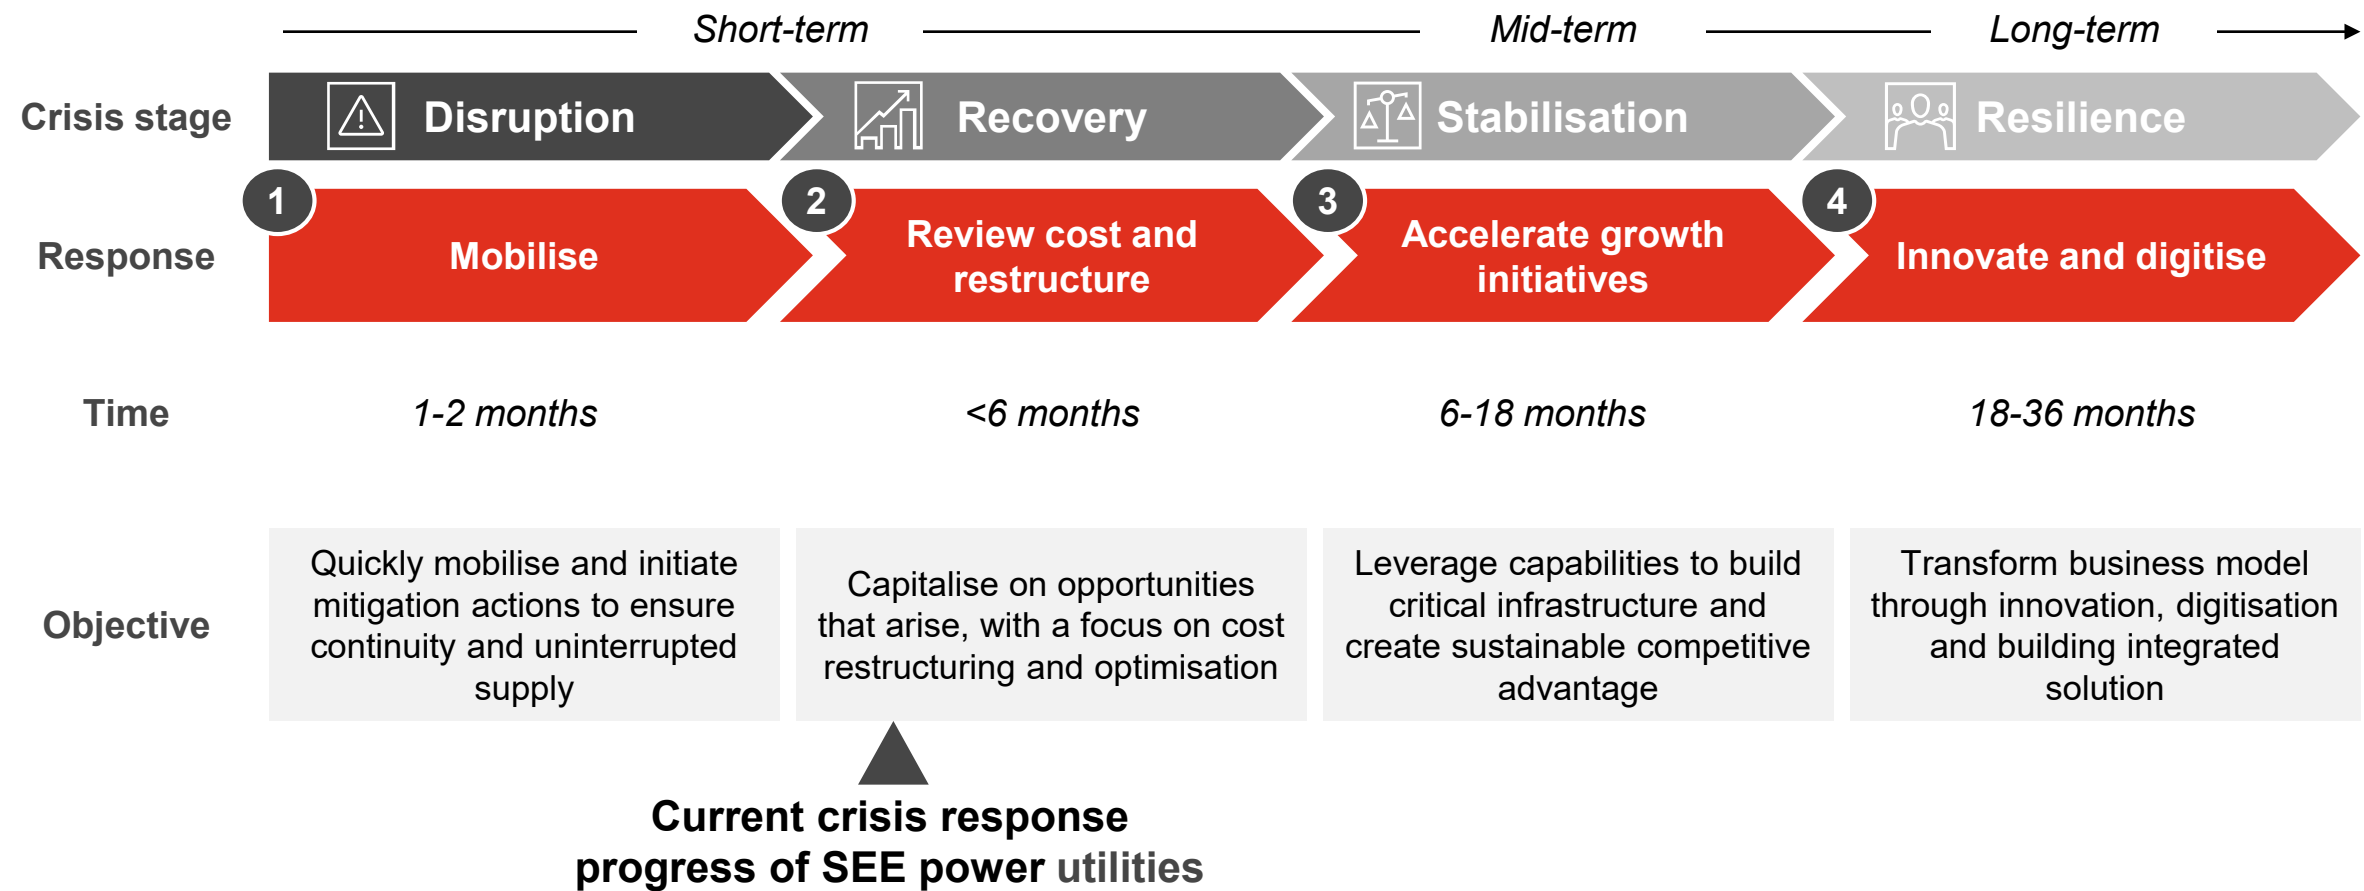 Short-term Mid-term Long-term
Crisis stage Disruption Recovery Stabilisation Resilience
1 2 3 4
Response
Mobilise
Review cost and
restructure
Accelerate growth
initiatives
Innovate and digitise
Time 1-2 months <6 months 6-18 months 18-36 months
Objective
Quickly mobilise and initiate
mitigation actions to ensure
continuity and uninterrupted
supply
Capitalise on opportunities
that arise, with a focus on cost
restructuring and optimisation
Leverage capabilities to build
critical infrastructure and
create sustainable competitive
advantage
Transform business model
through innovation, digitisation
and building integrated
solution
Current crisis response
progress of SEE power utilities